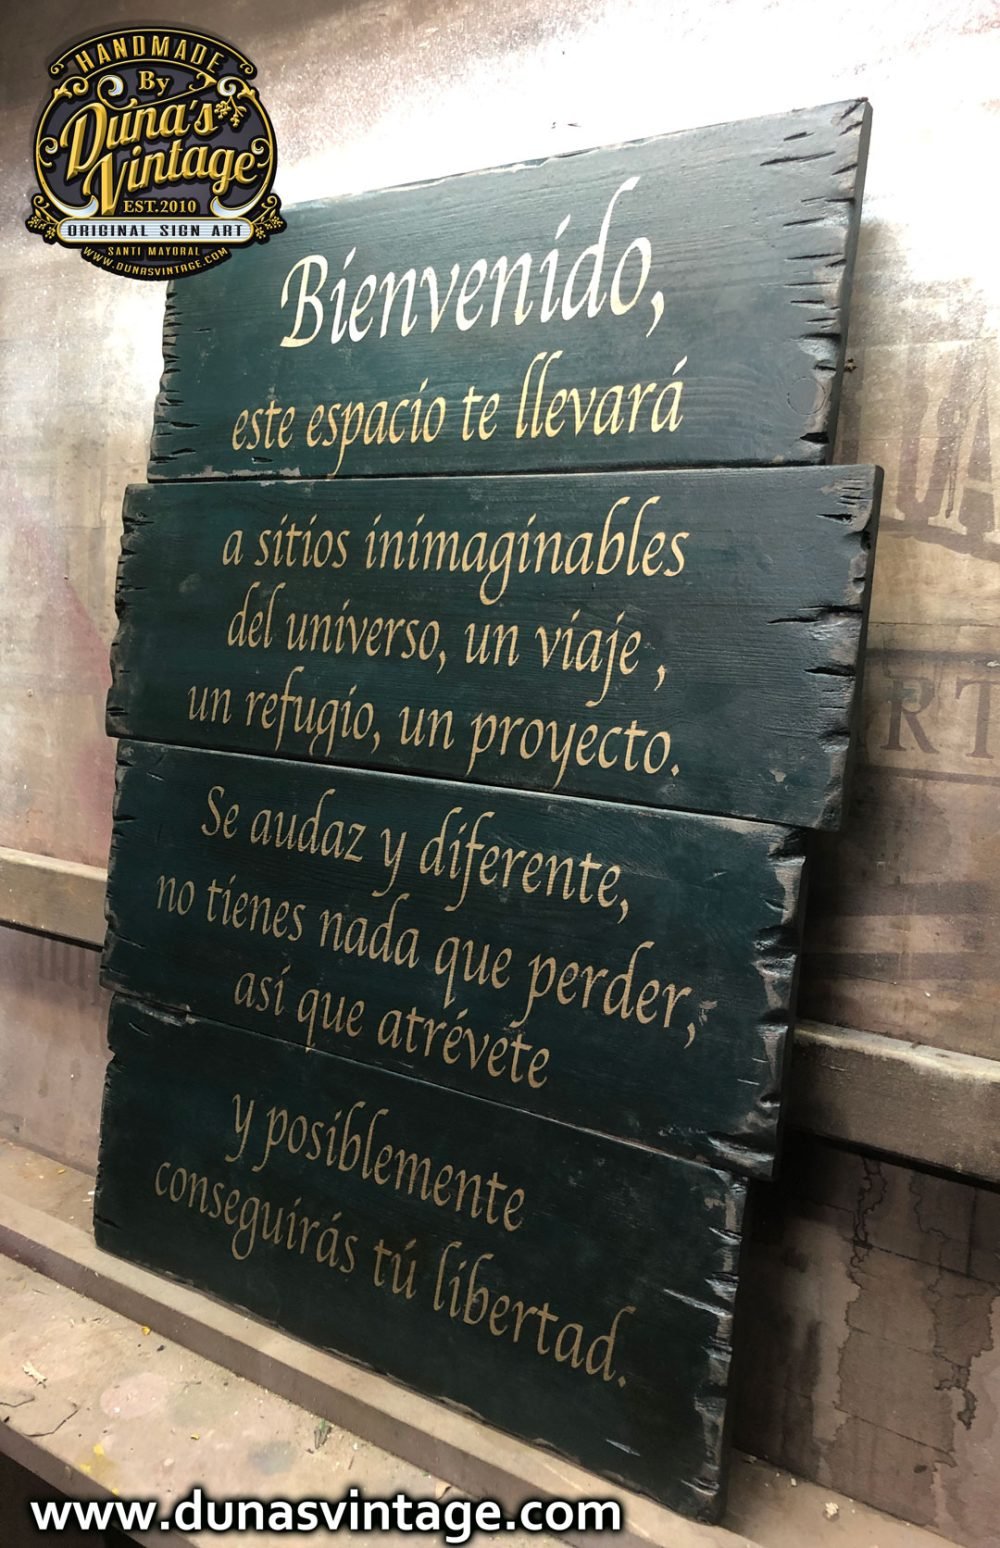 HANDMADE
By
Duna's
Vintage
EST.2010
ORIGINAL SIGN ART
SANTI MAYORAL
WWW.DUNASVINTAGE.COM
Bienvenido,
este espacio te llevará
a sitios inimaginables
del universo, un viaje ,
un refugio, un proyecto.
Se audaz y diferente,
no tienes nada que perder,
así que atrévete
y posiblemente
conseguirás tú libertad.
www.dunasvintage.com